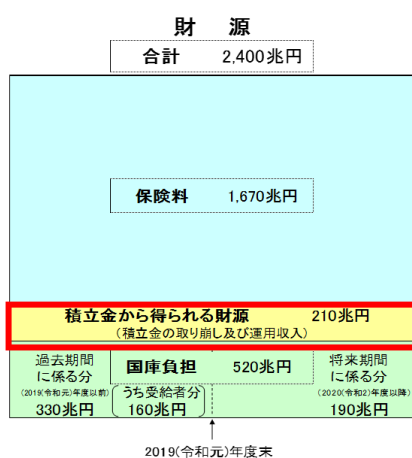 財 源
合計 2,400兆円
保険料 1,670兆円
積立金から得られる財源 210兆円
(積立金の取り崩し及び運用収入)
過去期間
に係る分
(2019(令和元)年度以前)
330兆円
国庫負担 520兆円
うち受給者分
160兆円
将来期間
に係る分
(2020(令和2)年度以降)
190兆円
2019(令和元)年度末